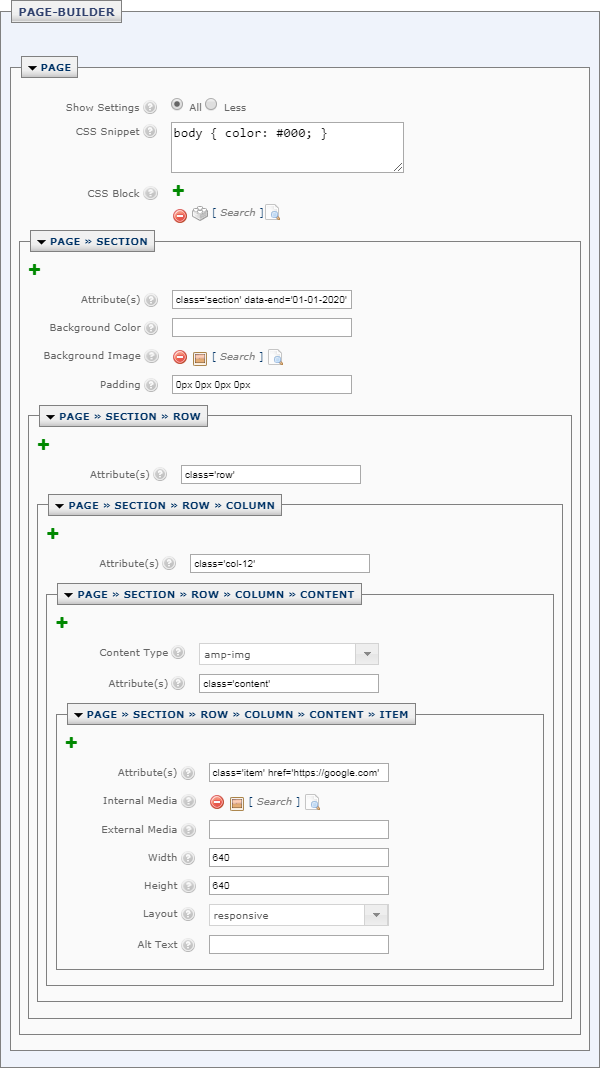 PAGE-BUILDER
PAGE
Show Settings ? All Less
CSS Snippet ? body { color: #000; }
CSS Block ?
[ Search ]
PAGE » SECTION
Attribute(s) ? class='section' data-end='01-01-2020'
Background Color ?
Background Image ? [ Search ]
Padding ? 0px 0px 0px 0px
PAGE » SECTION » ROW
Attribute(s) ? class='row'
PAGE » SECTION » ROW » COLUMN
Attribute(s) ? class='col-12'
PAGE » SECTION » ROW » COLUMN » CONTENT
Content Type ? amp-img
Attribute(s) ? class='content'
PAGE » SECTION » ROW » COLUMN » CONTENT » ITEM
Attribute(s) ? class='item' href='https://google.com'
Internal Media ? [ Search ]
External Media ?
Width ? 640
Height ? 640
Layout ? responsive
Alt Text ?